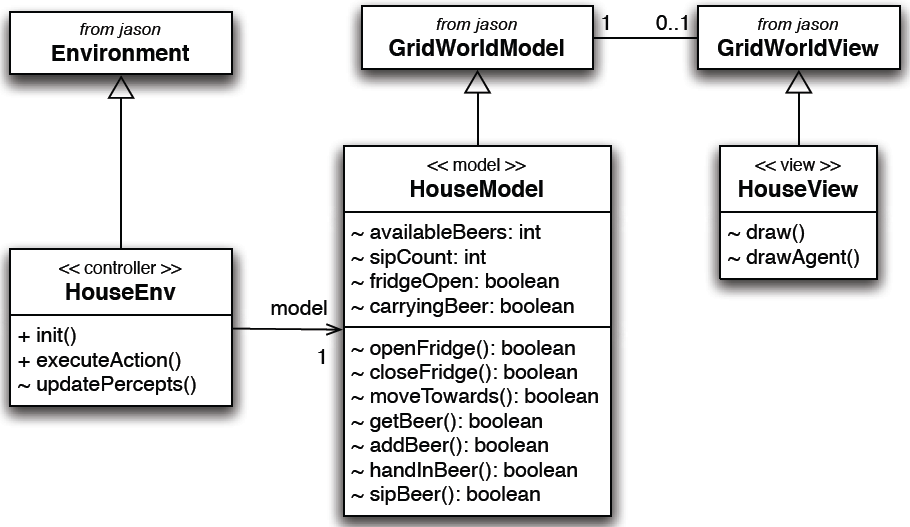 from jason
Environment
from jason
GridWorldModel
1
0..1
from jason
GridWorldView
<< controller >>
HouseEnv
+ init()
+ executeAction()
~ updatePercepts()
model
1
<< model >>
HouseModel
~ availableBeers: int
~ sipCount: int
~ fridgeOpen: boolean
~ carryingBeer: boolean
~ openFridge(): boolean
~ closeFridge(): boolean
~ moveTowards(): boolean
~ getBeer(): boolean
~ addBeer(): boolean
~ handInBeer(): boolean
~ sipBeer(): boolean
<< view >>
HouseView
~ draw()
~ drawAgent()